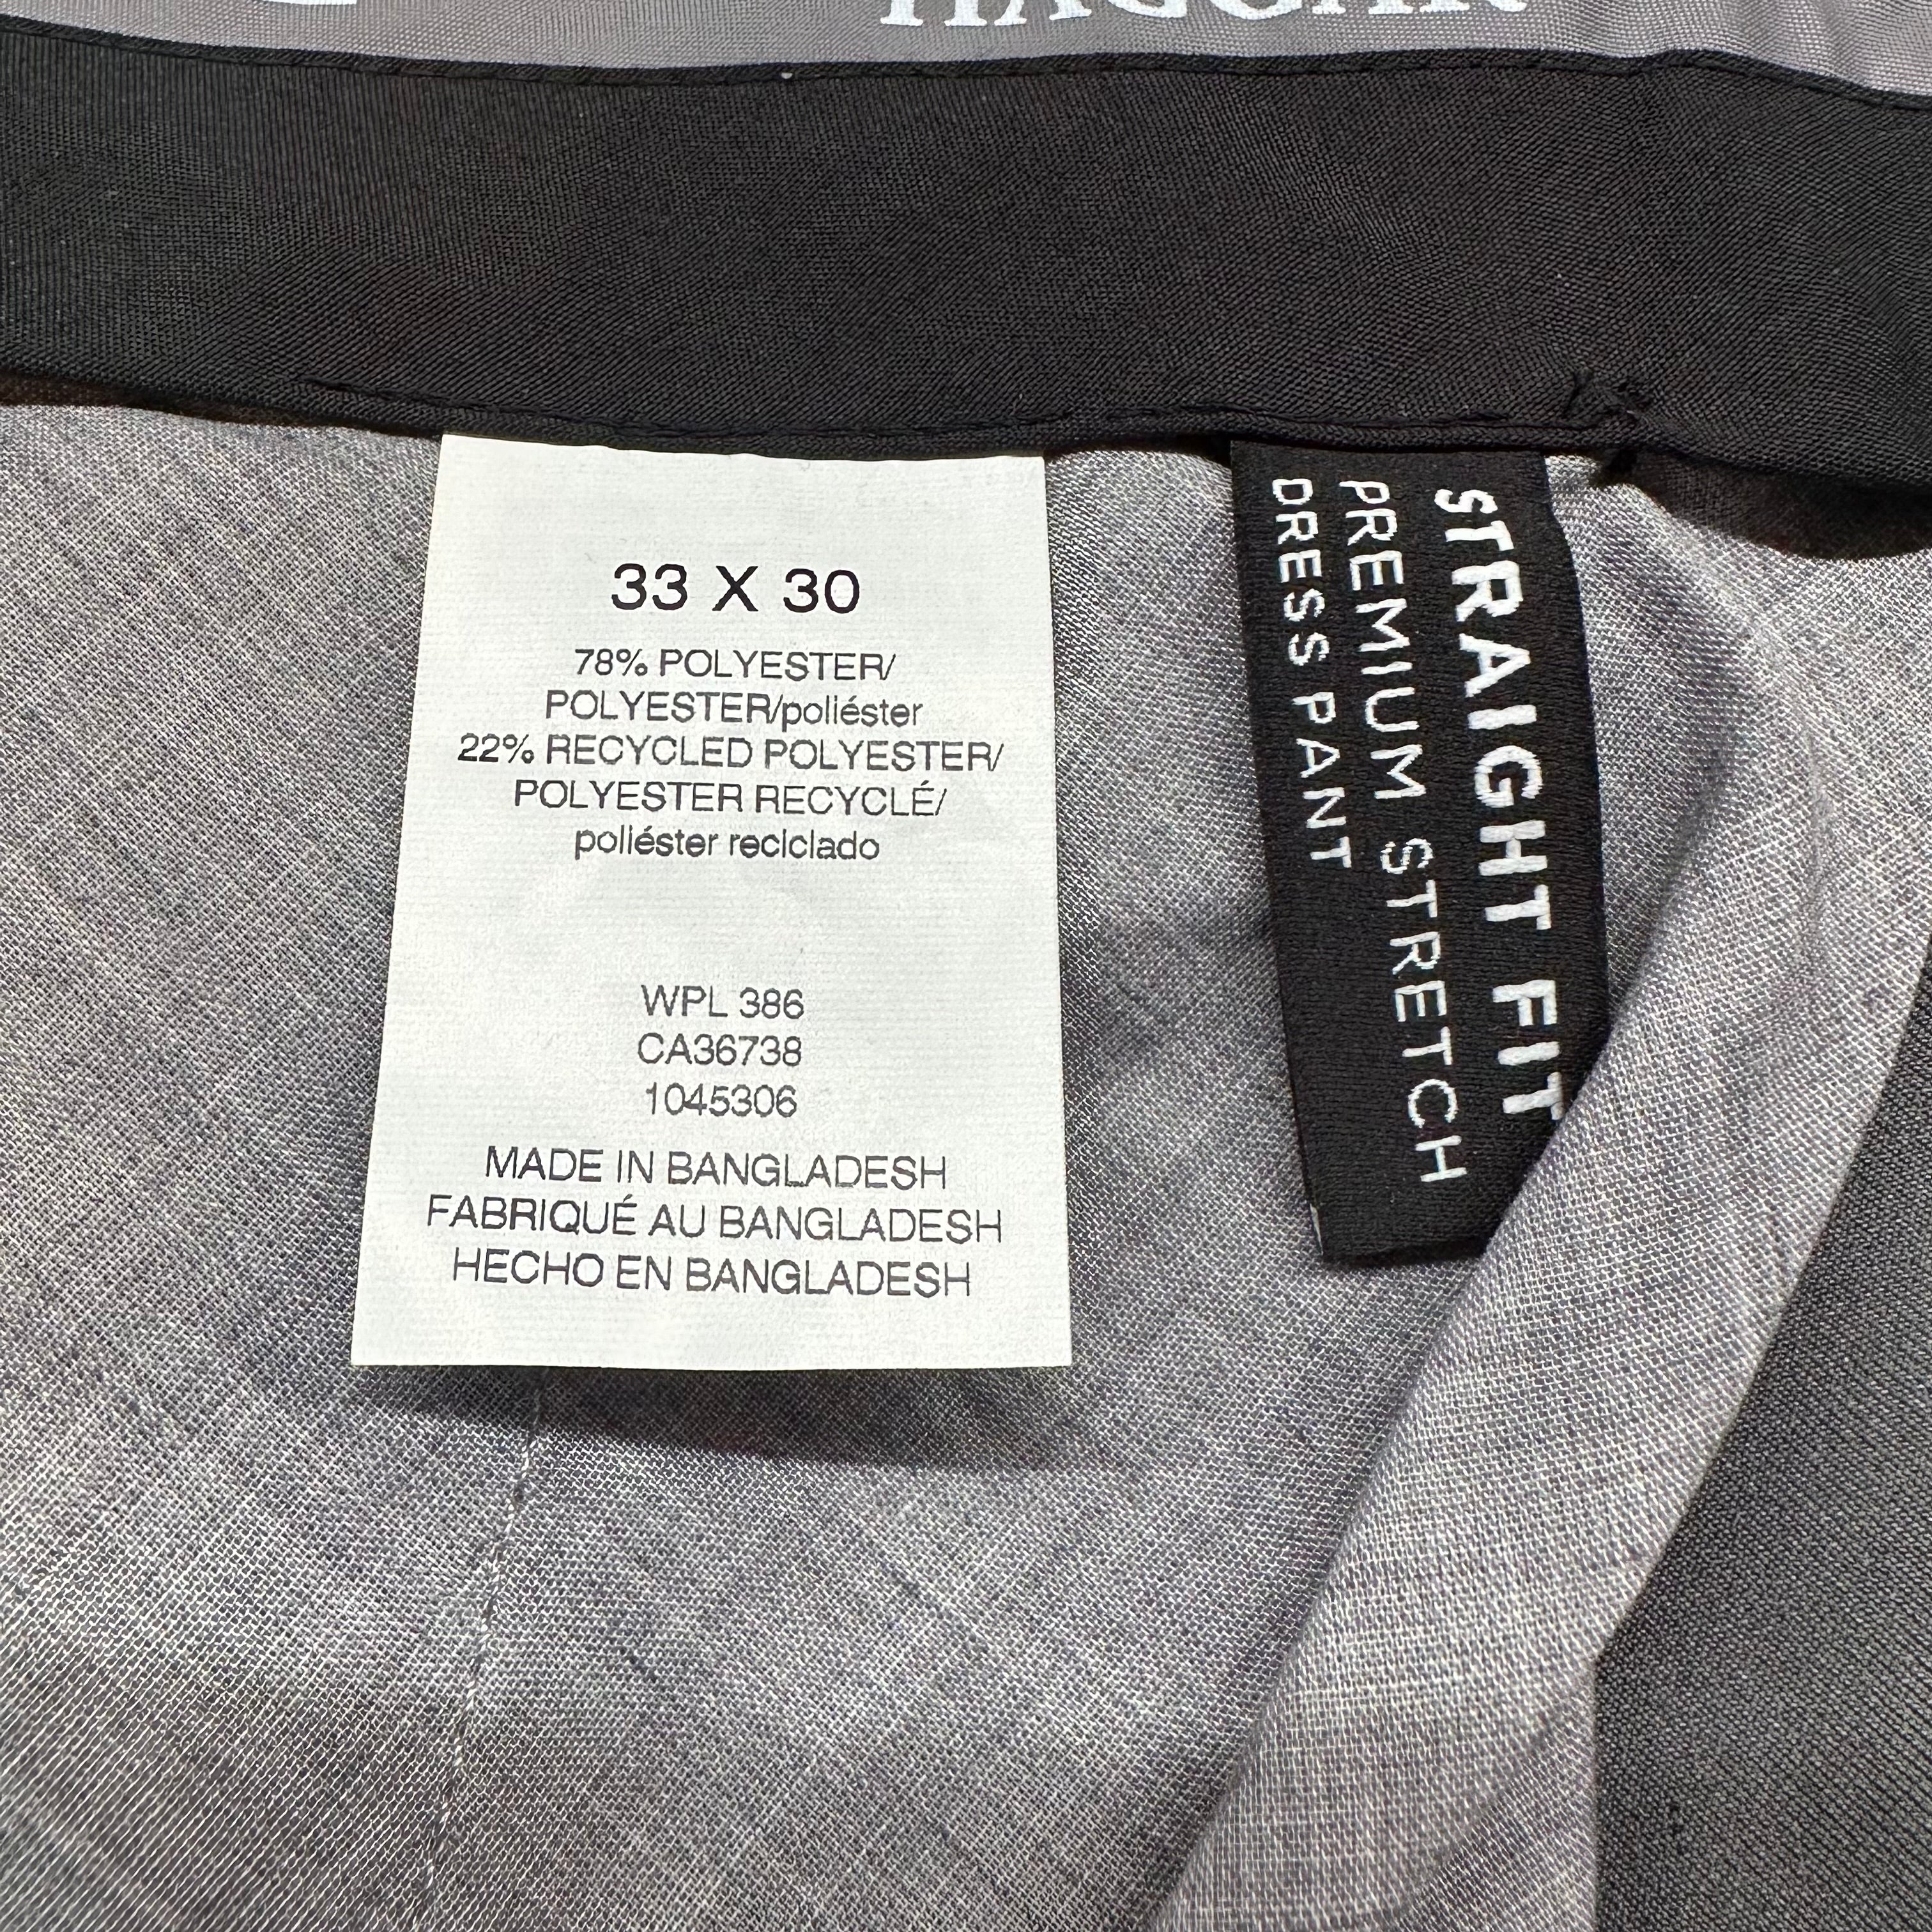 HAGGAR
33 X 30
78% POLYESTER/
POLYESTER/poliéster
22% RECYCLED POLYESTER/
POLYESTER RECYCLÉ/
poliéster reciclado
WPL 386
CA36738
1045306
MADE IN BANGLADESH
FABRIQUÉ AU BANGLADESH
HECHO EN BANGLADESH
STRAIGHT FIT
PREMIUM STRETCH
DRESS PANT